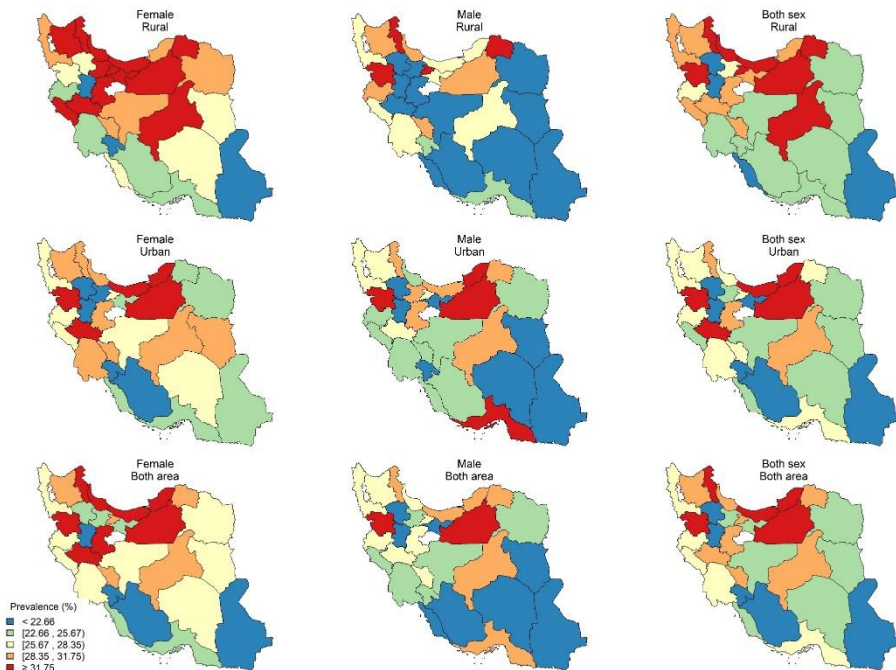 Female
Rural
Male
Rural
Both sex
Rural
Female
Urban
Male
Urban
Both sex
Urban
Female
Both area
Male
Both area
Both sex
Both area
Prevalence (%)
< 22.66
[22.66 , 25.67)
[25.67 , 28.35)
[28.35 , 31.75)
≥ 31.75